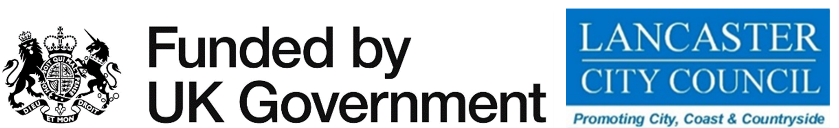 Funded by
UK Government
DIEU ET MON DROIT
LANCASTER
CITY COUNCIL
Promoting City, Coast & Countryside